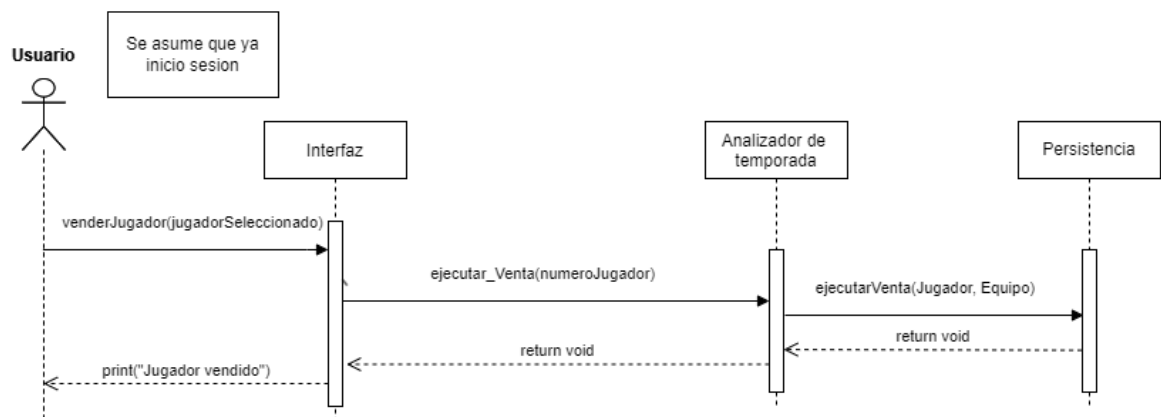 Usuario
Se asume que ya
inicio sesion
Interfaz
Analizador de
temporada
Persistencia
venderJugador(jugadorSeleccionado)
ejecutar_Venta(numeroJugador)
ejecutarVenta(Jugador, Equipo)
return void
return void
print("Jugador vendido")